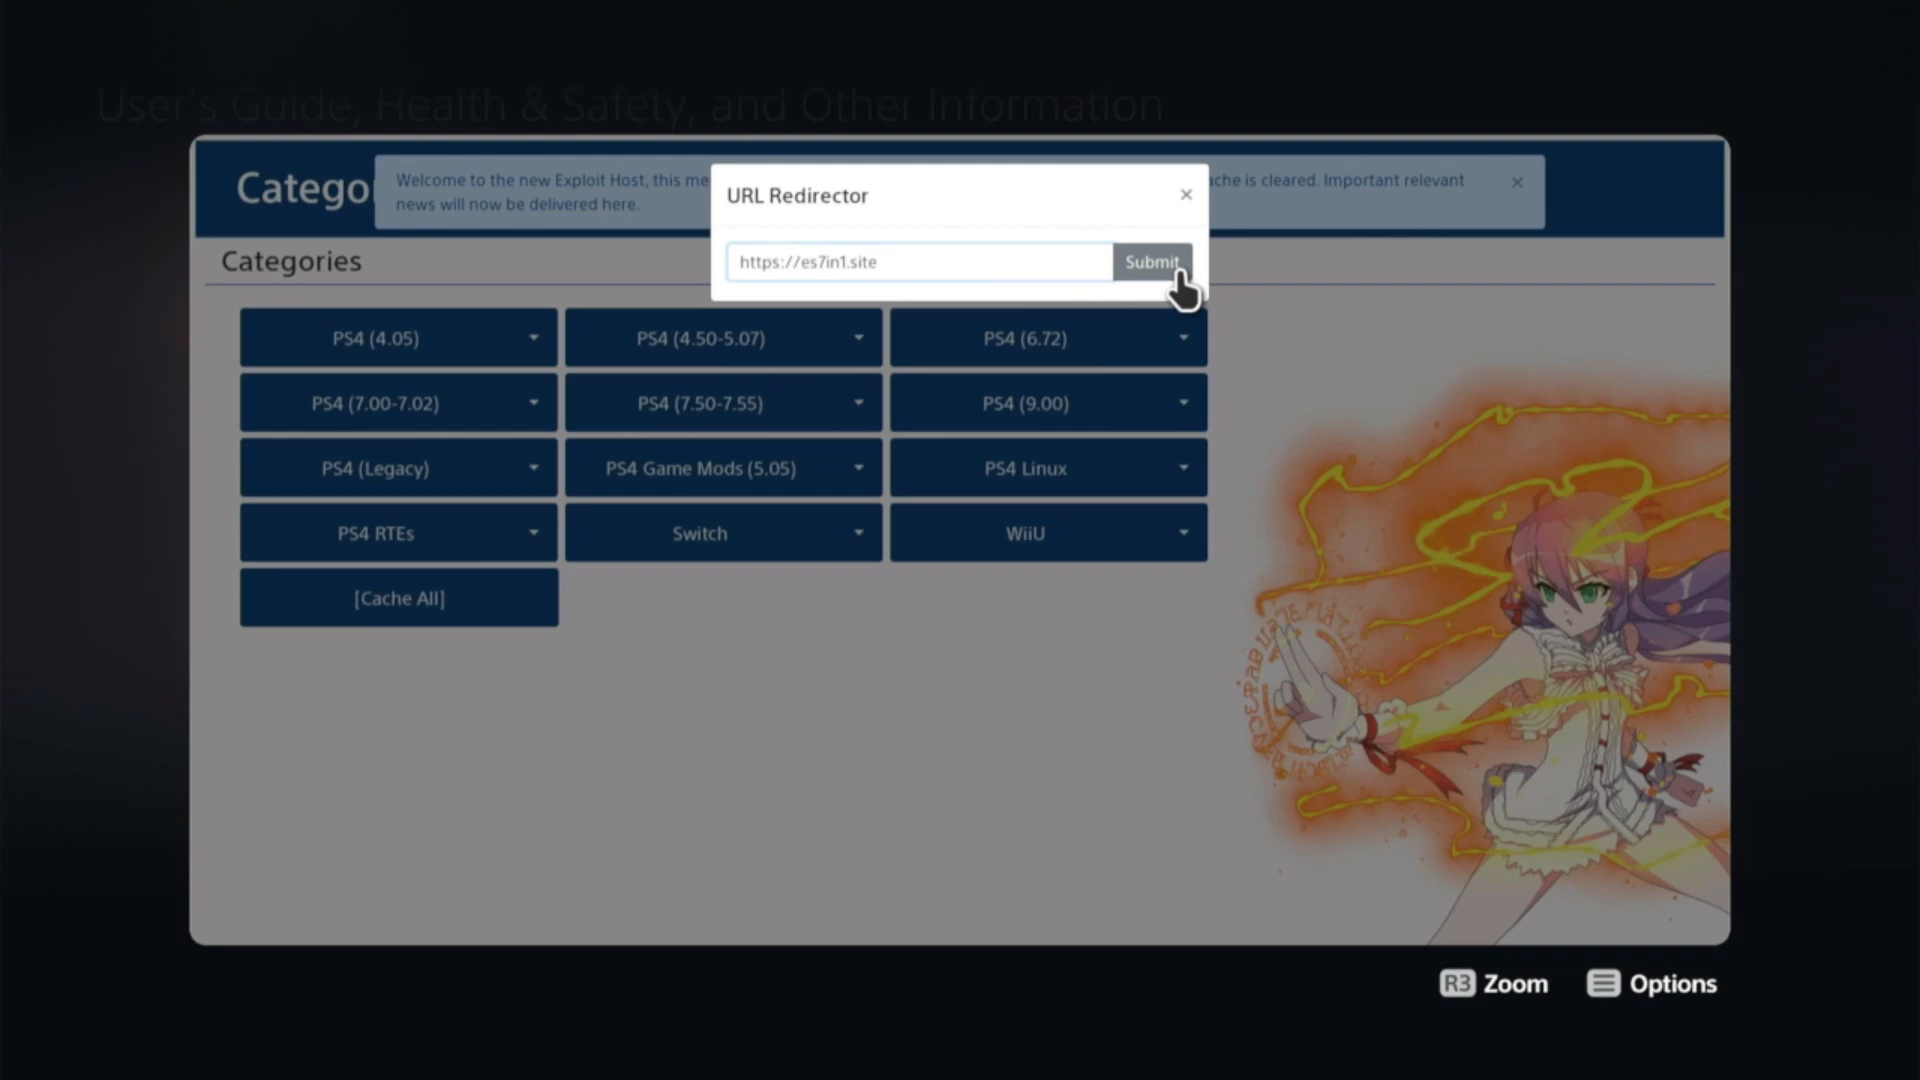 User's Guide, Health & Safety, and Other Information
Catego
Welcome to the new Exploit Host, this me
ache is cleared. Important relevant
news will now be delivered here.
×
URL Redirector
×
https://es7in1.site
Submit
Categories
PS4 (4.05)
PS4 (4.50-5.07)
PS4 (6.72)
PS4 (7.00-7.02)
PS4 (7.50-7.55)
PS4 (9.00)
PS4 (Legacy)
PS4 Game Mods (5.05)
PS4 Linux
PS4 RTEs
Switch
WiiU
[Cache All]
R3 Zoom
Options